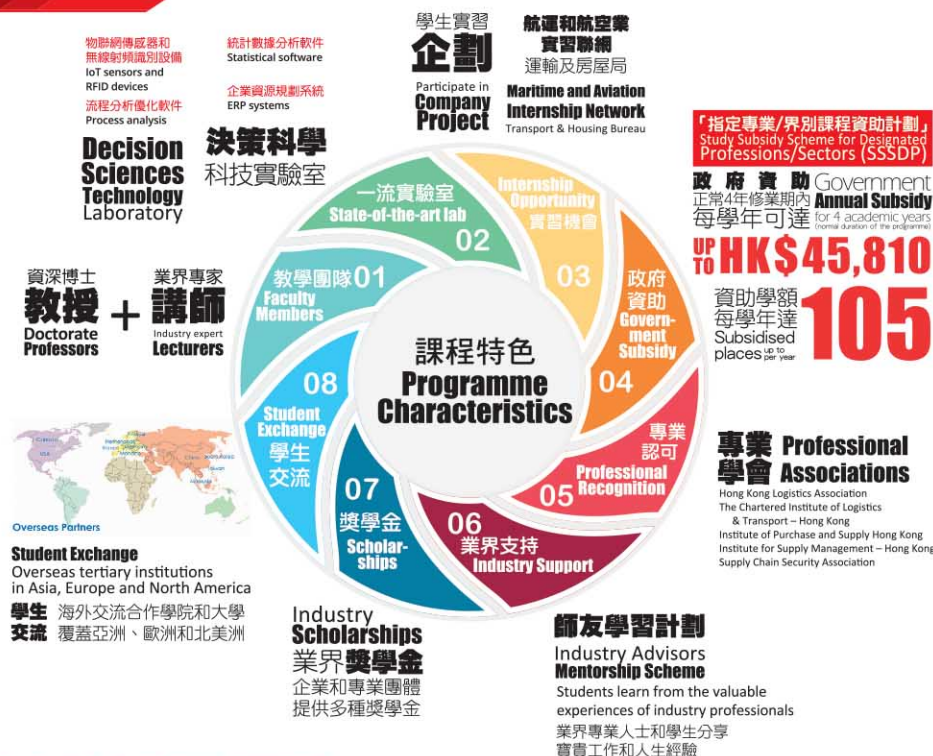 物聯網傳感器和
無線射頻識別設備
IoT sensors and
RFID devices
流程分析優化軟件
Process analysis
統計數據分析軟件
Statistical software
企業資源規劃系統
ERP systems
Decision
Sciences
Technology
Laboratory
決策科學
科技實驗室
學生實習
企劃
Participate in
Company
Project
航運和航空業
實習聯網
運輸及房屋局
Maritime and Aviation
Internship Network
Transport & Housing Bureau
「指定專業/界別課程資助計劃」
Study Subsidy Scheme for Designated
Professions/Sectors (SSSDP)
政府資助
正常4年修業期內
每學年可達
Government
Annual Subsidy
for 4 academic years
(normal duration of the programme)
UP TO HK$45,810
資助學額
每學年達
Subsidised
places up to per year
105
資深博士
教授
Doctorate
Professors
+
業界專家
講師
Industry expert
Lecturers
課程特色
Programme
Characteristics
教學團隊 01
Faculty
Members
一流實驗室
State-of-the-art lab
02
Internship
Opportunity
實習機會
03
政府
資助
Govern-
ment
Subsidy
04
專業
認可
Professional
Recognition
05
06
業界支持
Industry Support
07
獎學金
Scholar-
ships
08
Student
Exchange
學生
交流
專業
學會
Professional
Associations
Hong Kong Logistics Association
The Chartered Institute of Logistics
& Transport – Hong Kong
Institute of Purchase and Supply Hong Kong
Institute for Supply Management – Hong Kong
Supply Chain Security Association
USA
Overseas Partners
Student Exchange
Overseas tertiary institutions
in Asia, Europe and North America
學生
交流
海外交流合作學院和大學
覆蓋亞洲、歐洲和北美洲
Industry
Scholarships
業界獎學金
企業和專業團體
提供多種獎學金
師友學習計劃
Industry Advisors
Mentorship Scheme
Students learn from the valuable
experiences of industry professionals
業界專業人士和學生分享
寶貴工作和人生經驗